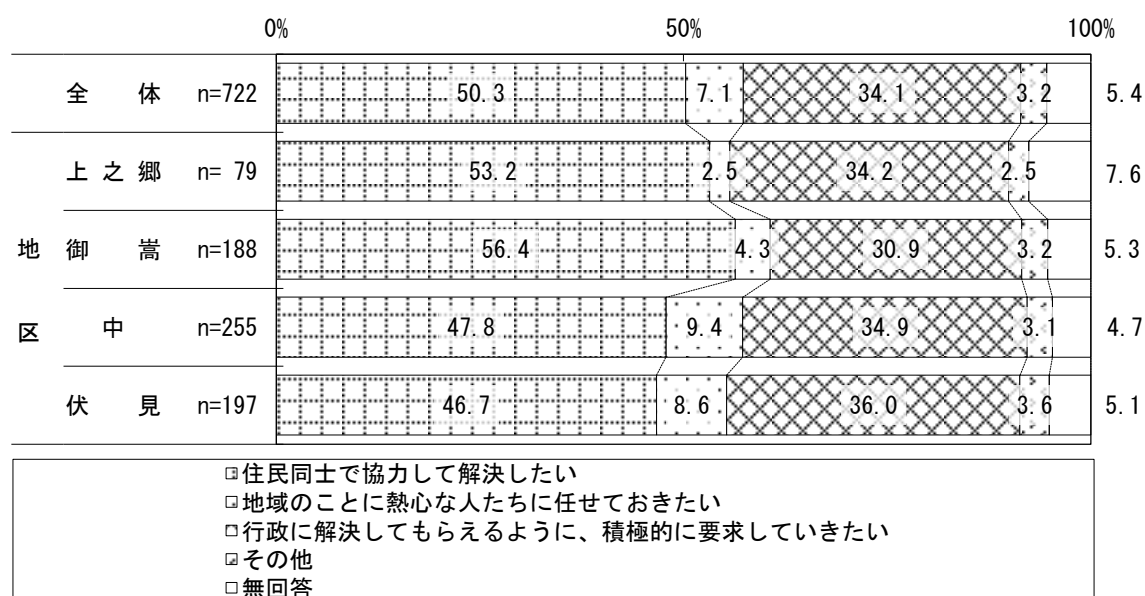 0% 50% 100%
全 体 n=722 50.3 7.1 34.1 3.2 5.4
上之郷 n= 79 53.2 2.5 34.2 2.5 7.6
地 御 嵩 n=188 56.4 4.3 30.9 3.2 5.3
区 中 n=255 47.8 9.4 34.9 3.1 4.7
伏 見 n=197 46.7 8.6 36.0 3.6 5.1
住民同士で協力して解決したい
地域のことに熱心な人たちに任せておきたい
行政に解決してもらえるように、積極的に要求していきたい
その他
無回答